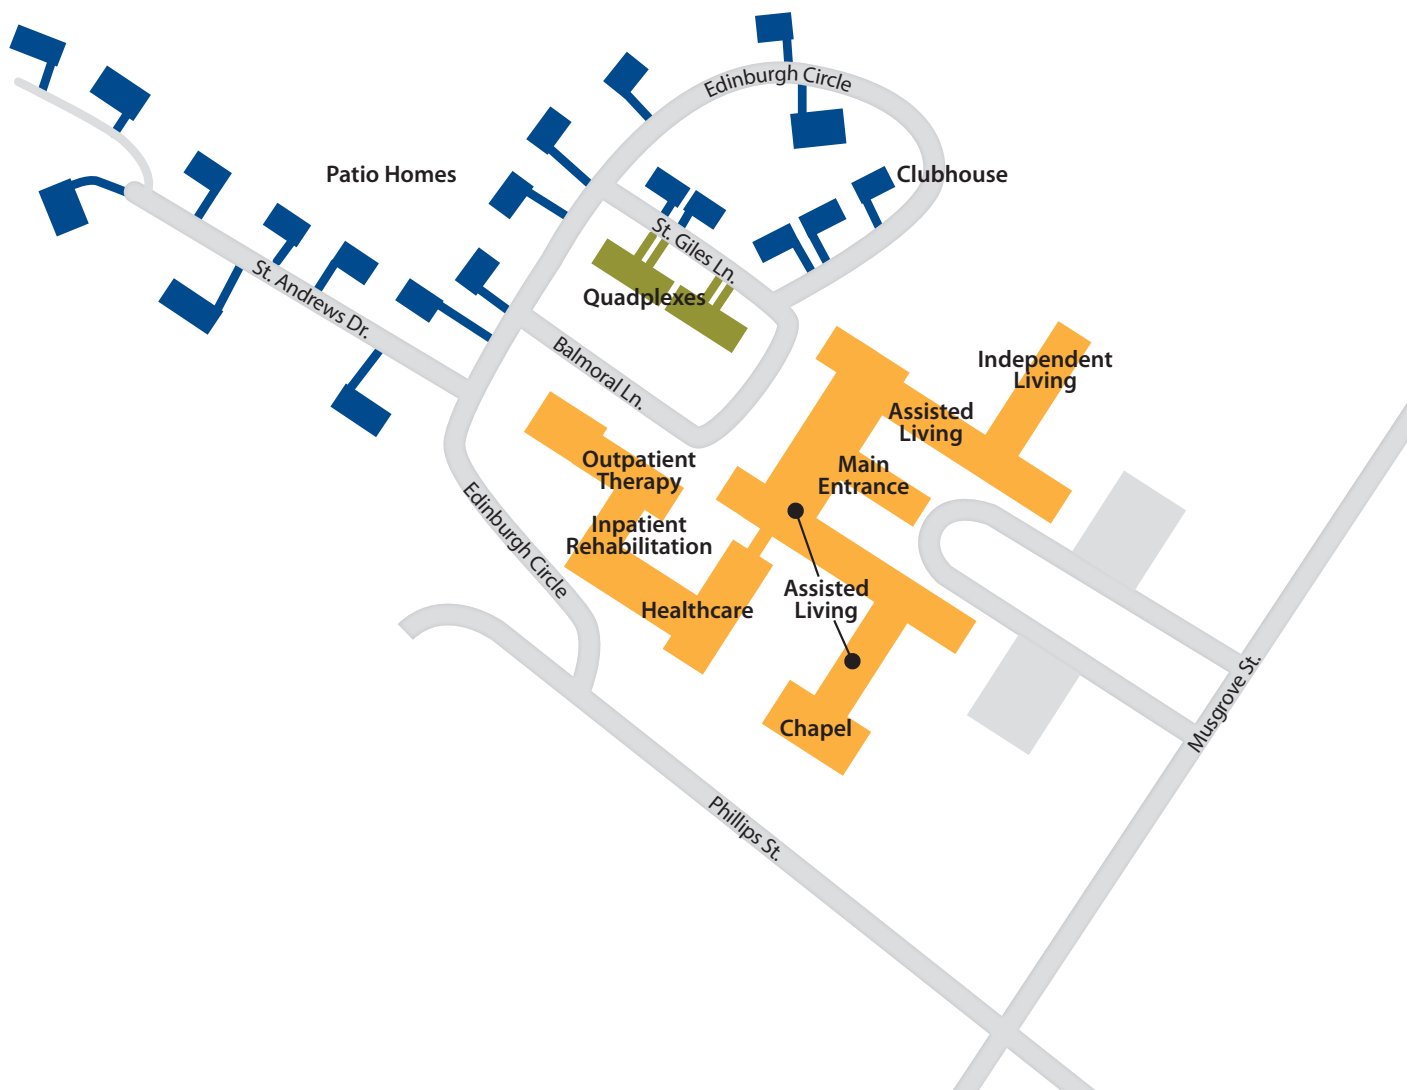 Edinburgh Circle
Patio Homes
Clubhouse
St. Giles Ln.
St. Andrews Dr.
Quadplexes
Balmoral Ln.
Independent
Living
Assisted
Living
Outpatient
Therapy
Main
Entrance
Edinburgh Circle
Inpatient
Rehabilitation
Assisted
Living
Healthcare
Musgrove St.
Chapel
Phillips St.